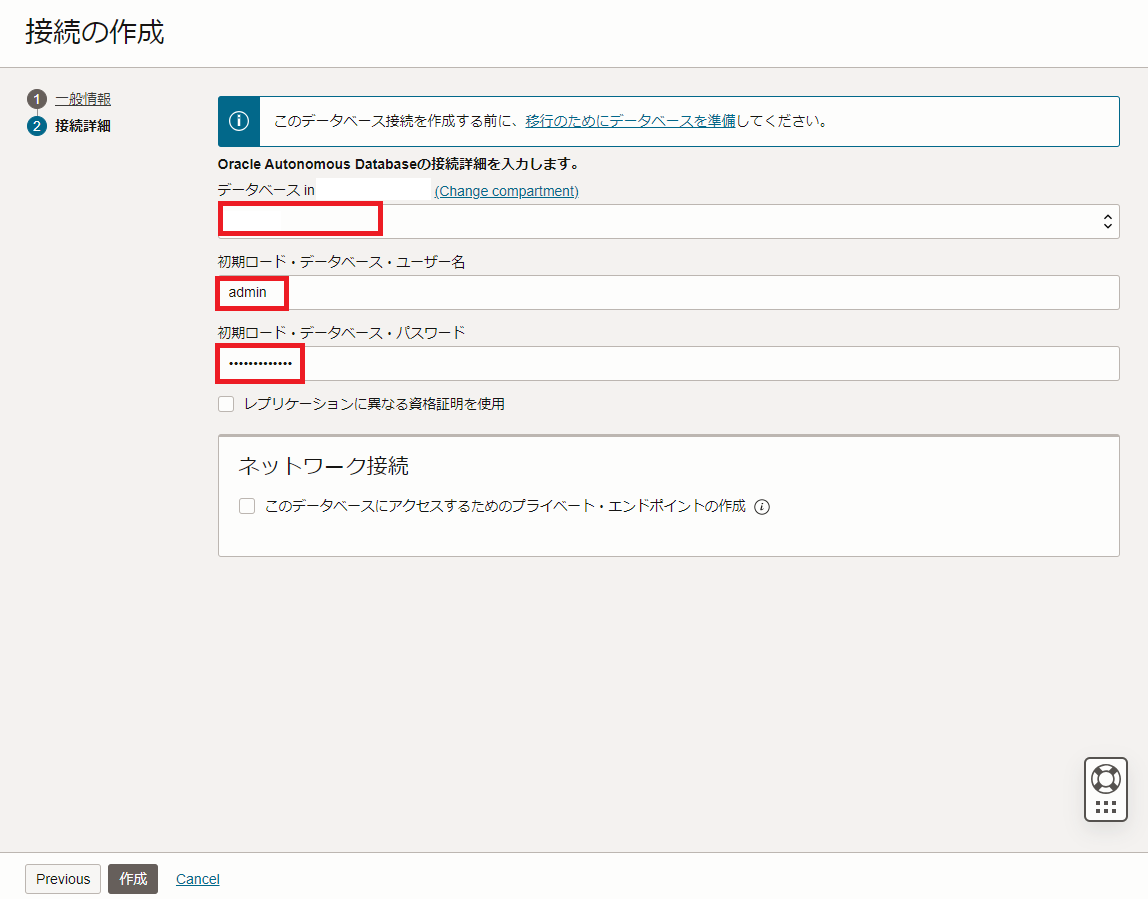 接続の作成
1 一般情報
2 接続詳細
このデータベース接続を作成する前に、移行のためにデータベースを準備してください。
Oracle Autonomous Databaseの接続詳細を入力します。
データベース in (Change compartment)
初期ロード・データベース・ユーザー名
admin
初期ロード・データベース・パスワード
•••••••••••••
レプリケーションに異なる資格証明を使用
ネットワーク接続
このデータベースにアクセスするためのプライベート・エンドポイントの作成
Previous 作成 Cancel